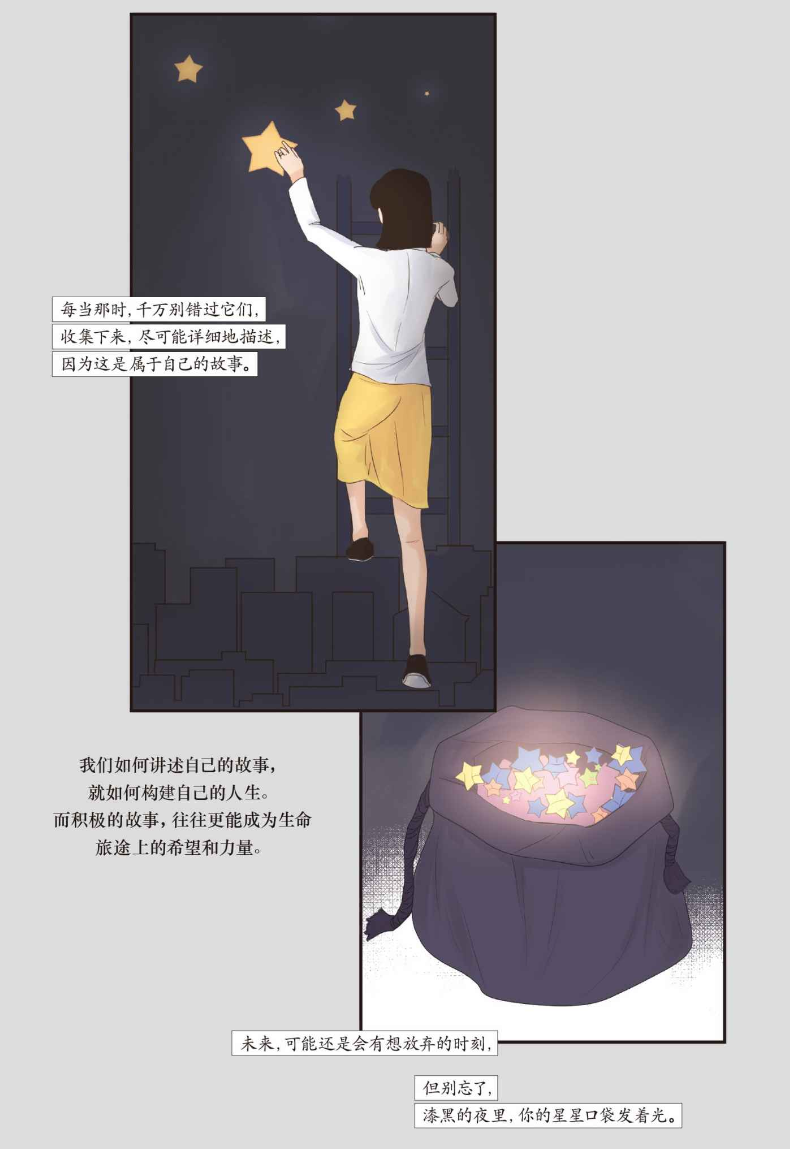 每当那时,千万别错过它们,
收集下来,尽可能详细地描述,
因为这是属于自己的故事。
我们如何讲述自己的故事,
就如何构建自己的人生。
而积极的故事,往往更能成为生命
旅途上的希望和力量。
未来,可能还是会有想放弃的时刻,
但别忘了,
漆黑的夜里,你的星星口袋发着光。